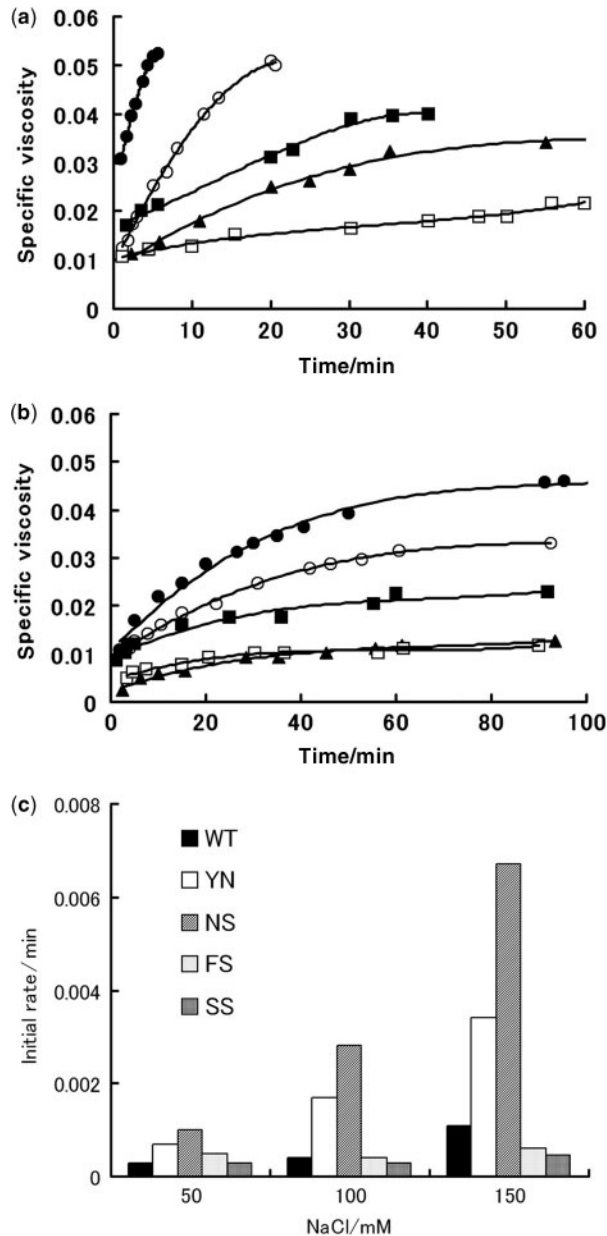 (a)
0.06
0.05
0.04
0.03
0.02
0.01
0
Specific viscosity
0 10 20 30 40 50 60
Time/min
(b)
0.06
0.05
0.04
0.03
0.02
0.01
0
Specific viscosity
0 20 40 60 80 100
Time/min
(c)
0.008
0.006
0.004
0.002
0
Initial rate/min
WT
YN
NS
FS
SS
50 100 150
NaCl/mM